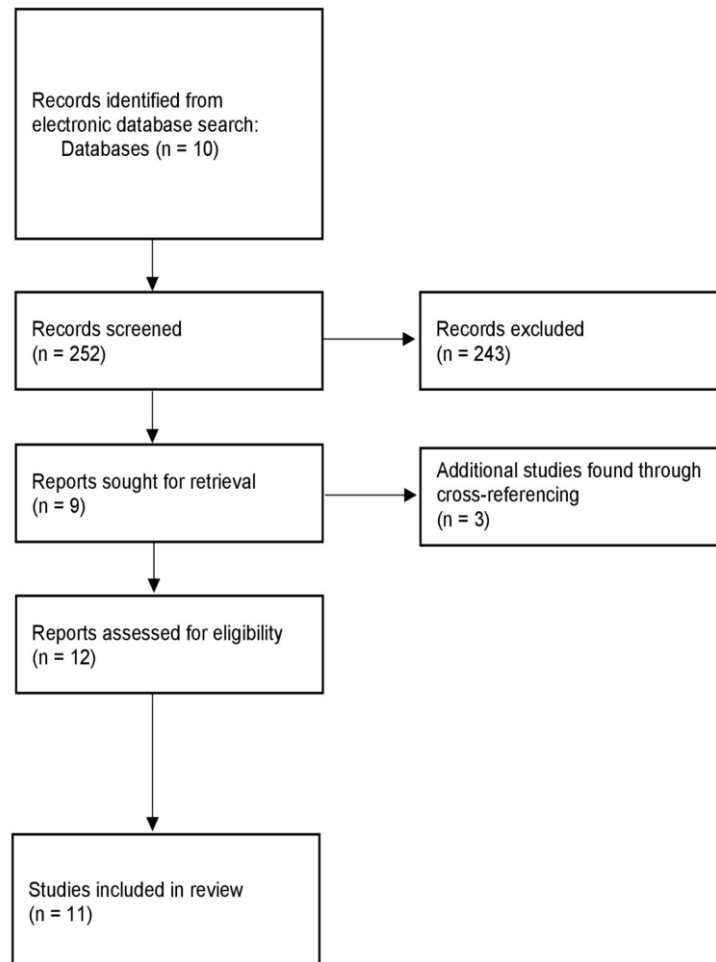 Records identified from
electronic database search:
Databases (n = 10)
Records screened
(n = 252)
Records excluded
(n = 243)
Reports sought for retrieval
(n = 9)
Additional studies found through
cross-referencing
(n = 3)
Reports assessed for eligibility
(n = 12)
Studies included in review
(n = 11)